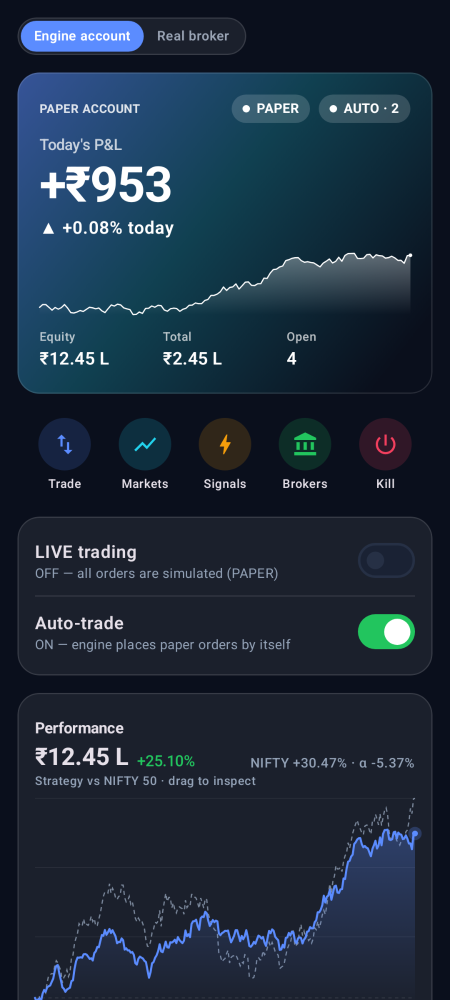 Engine account Real broker
PAPER ACCOUNT ● PAPER ● AUTO · 2
Today's P&L
+₹953
▲ +0.08% today
Equity Total Open
₹12.45 L ₹2.45 L 4
Trade Markets Signals Brokers Kill
LIVE trading
OFF — all orders are simulated (PAPER)
Auto-trade
ON — engine places paper orders by itself
Performance
₹12.45 L +25.10% NIFTY +30.47% · α -5.37%
Strategy vs NIFTY 50 · drag to inspect